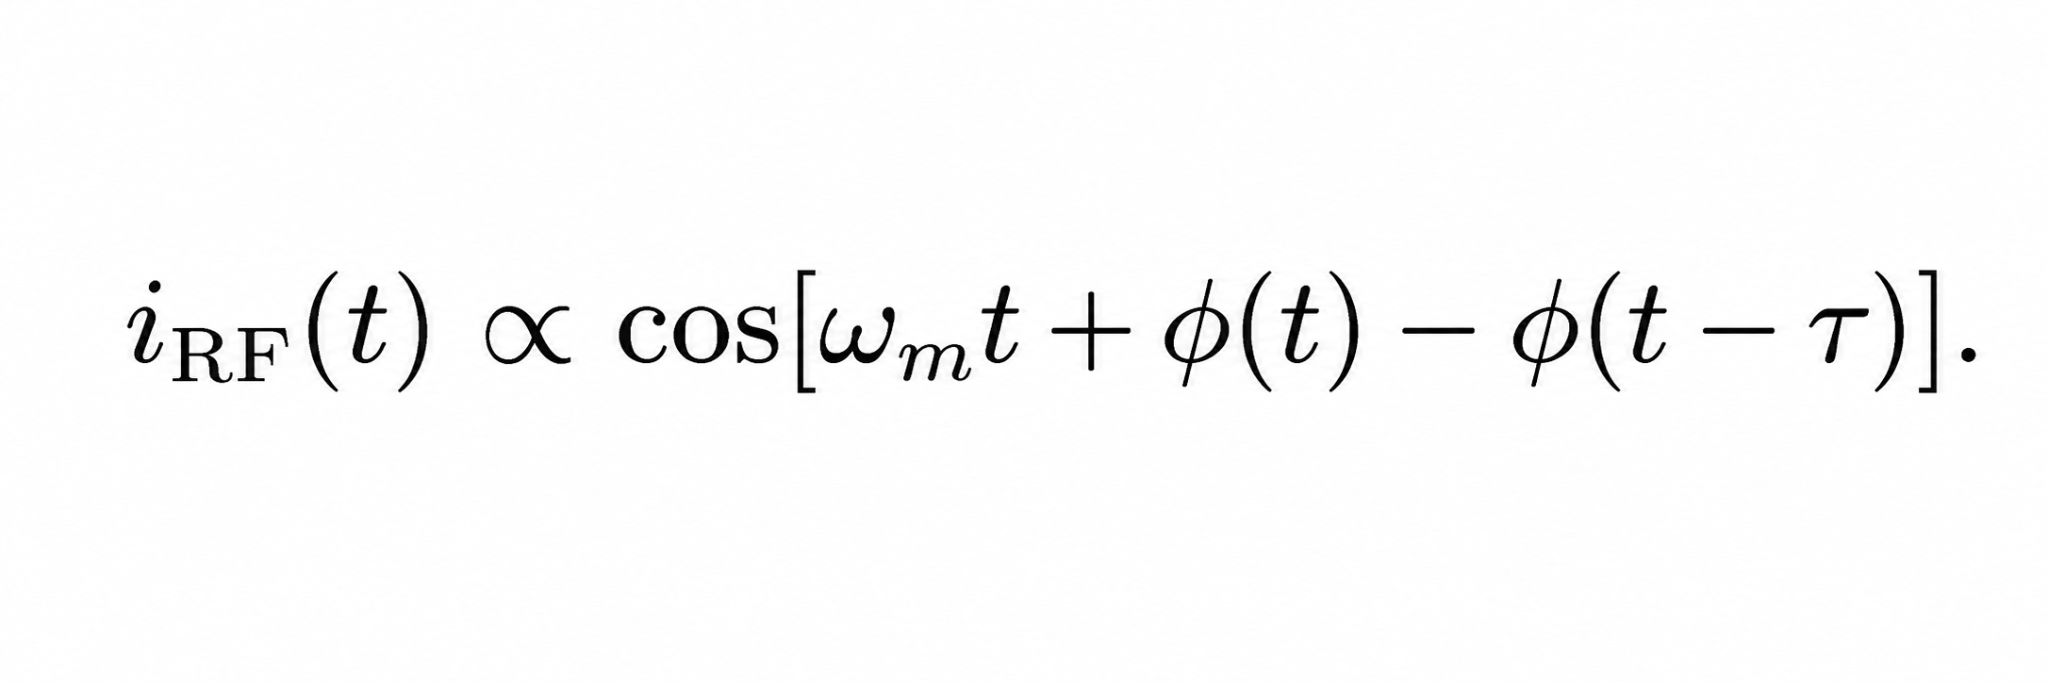 i_RF(t) ∝ cos[ω_m t + ϕ(t) − ϕ(t − τ)].